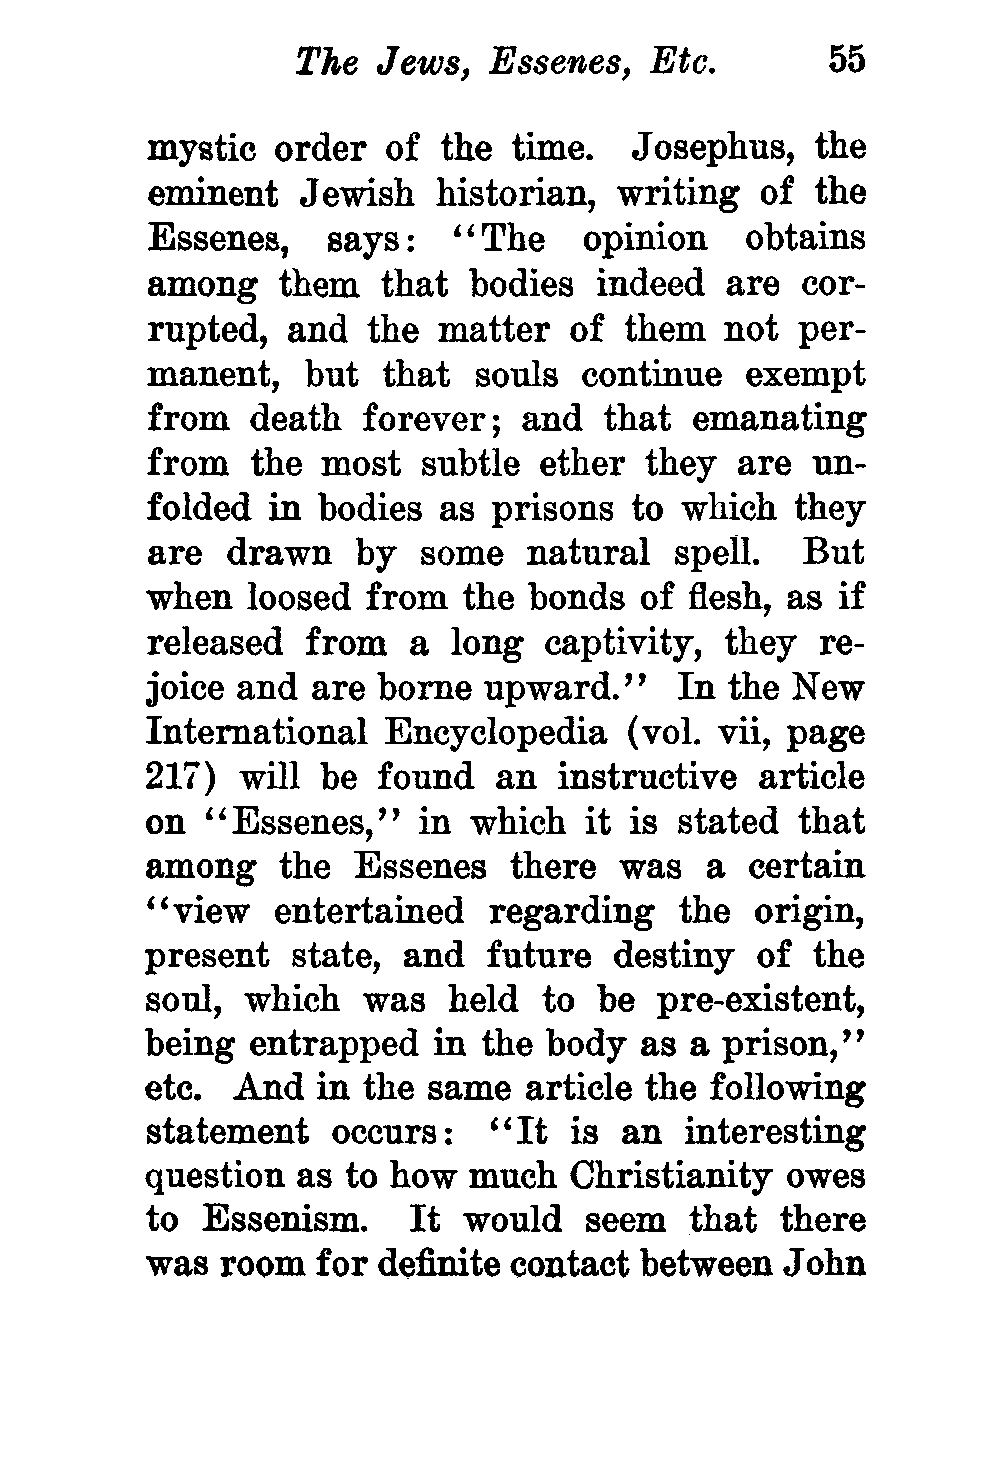 The Jews, Essenes, Etc. 55
mystic order of the time. Josephus, the
eminent Jewish historian, writing of the
Essenes, says: “The opinion obtains
among them that bodies indeed are cor-
rupted, and the matter of them not per-
manent, but that souls continue exempt
from death forever; and that emanating
from the most subtle ether they are un-
folded in bodies as prisons to which they
are drawn by some natural spell. But
when loosed from the bonds of flesh, as if
released from a long captivity, they re-
joice and are borne upward.” In the New
International Encyclopedia (vol. vii, page
217) will be found an instructive article
on “Essenes,” in which it is stated that
among the Essenes there was a certain
“view entertained regarding the origin,
present state, and future destiny of the
soul, which was held to be pre-existent,
being entrapped in the body as a prison,”
etc. And in the same article the following
statement occurs: “It is an interesting
question as to how much Christianity owes
to Essenism. It would seem that there
was room for definite contact between John